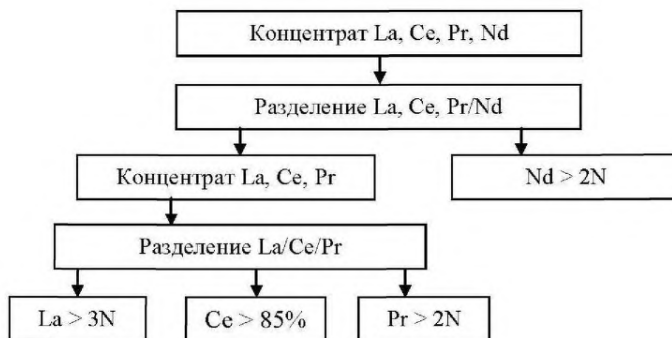 Концентрат La, Ce, Pr, Nd
Разделение La, Ce, Pr/Nd
Концентрат La, Ce, Pr
Nd > 2N
Разделение La/Ce/Pr
La > 3N
Ce > 85%
Pr > 2N